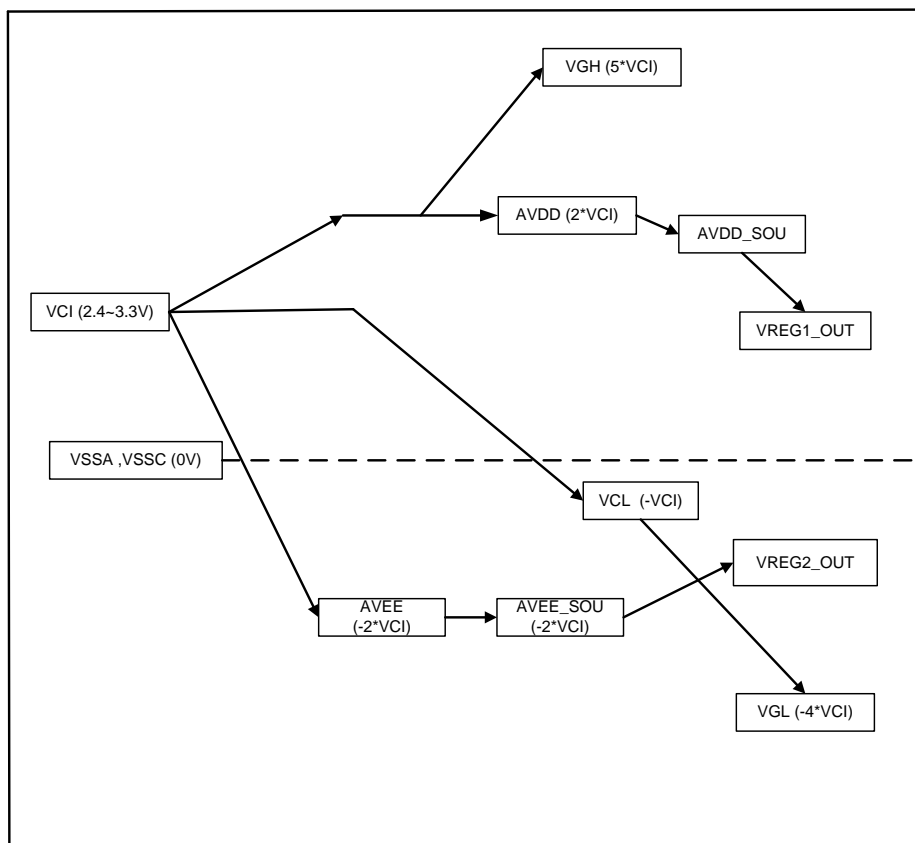 VGH (5*VCI)
AVDD (2*VCI)
AVDD_SOU
VCI (2.4~3.3V)
VREG1_OUT
VSSA ,VSSC (0V)
VCL (-VCI)
VREG2_OUT
AVEE
(-2*VCI)
AVEE_SOU
(-2*VCI)
VGL (-4*VCI)